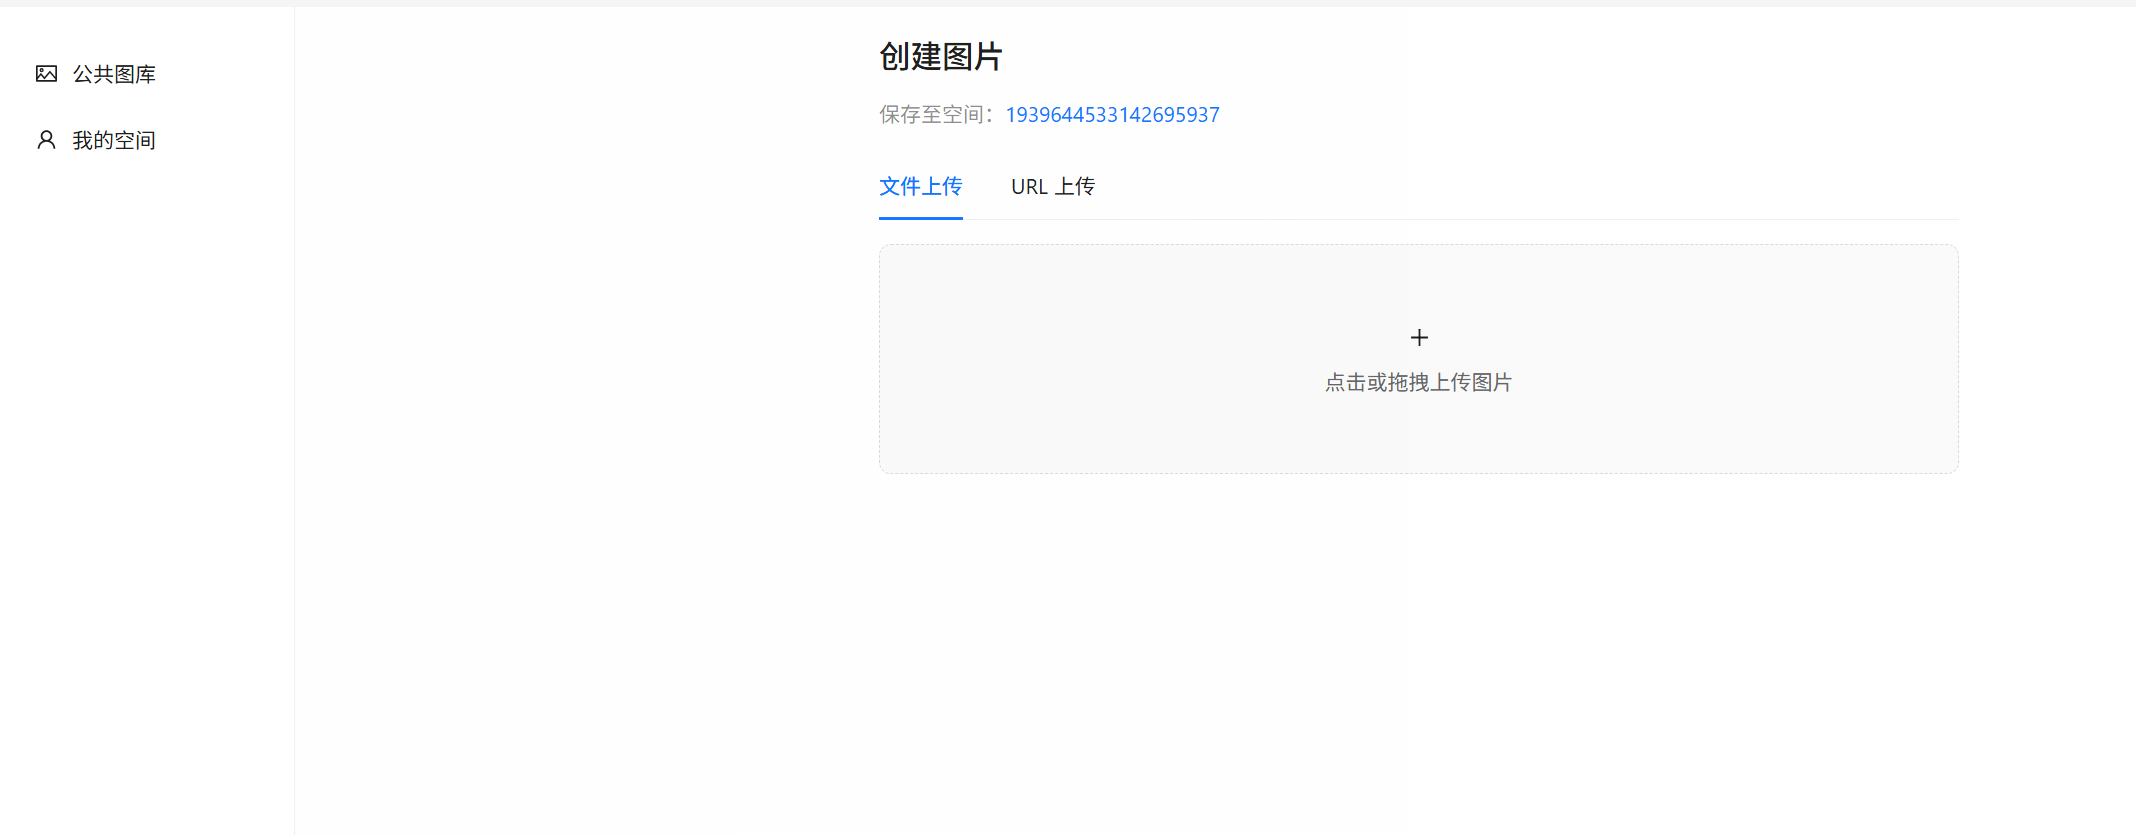 公共图库
我的空间
创建图片
保存至空间：1939644533142695937
文件上传
URL 上传
点击或拖拽上传图片